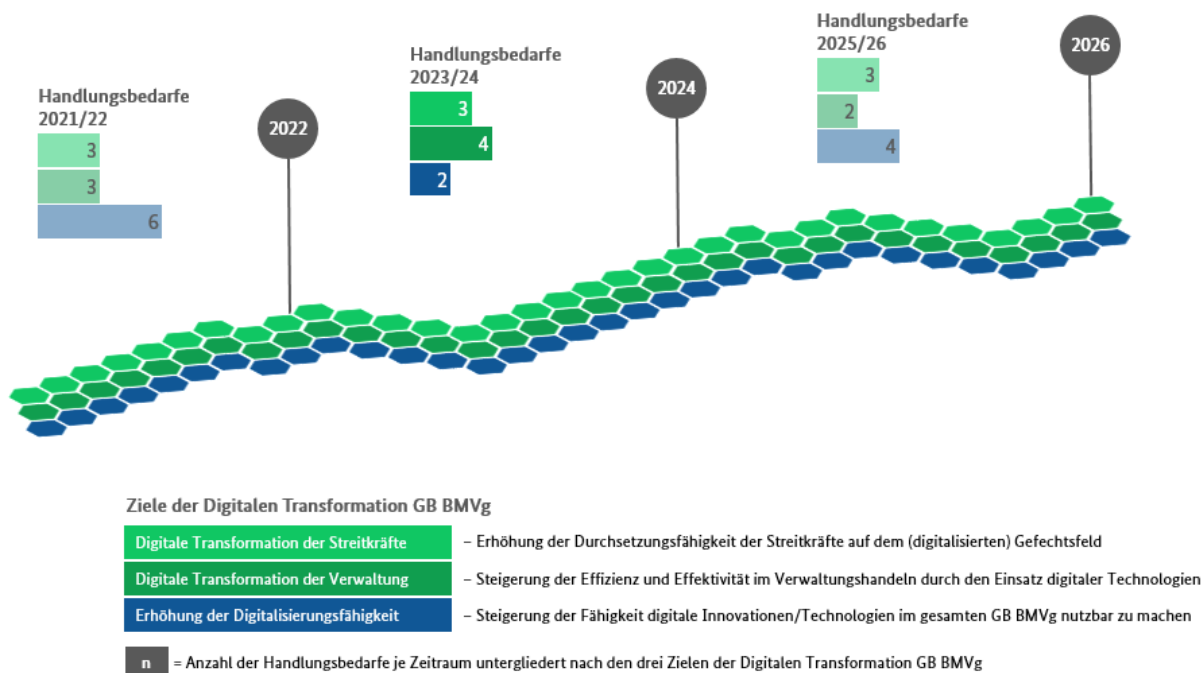 Handlungsbedarfe
2021/22
3
3
6
2022
Handlungsbedarfe
2023/24
3
4
2
2024
Handlungsbedarfe
2025/26
3
2
4
2026
Ziele der Digitalen Transformation GB BMVg
Digitale Transformation der Streitkräfte – Erhöhung der Durchsetzungsfähigkeit der Streitkräfte auf dem (digitalisierten) Gefechtsfeld
Digitale Transformation der Verwaltung – Steigerung der Effizienz und Effektivität im Verwaltungshandeln durch den Einsatz digitaler Technologien
Erhöhung der Digitalisierungsfähigkeit – Steigerung der Fähigkeit digitale Innovationen/Technologien im gesamten GB BMVg nutzbar zu machen
n = Anzahl der Handlungsbedarfe je Zeitraum untergliedert nach den drei Zielen der Digitalen Transformation GB BMVg